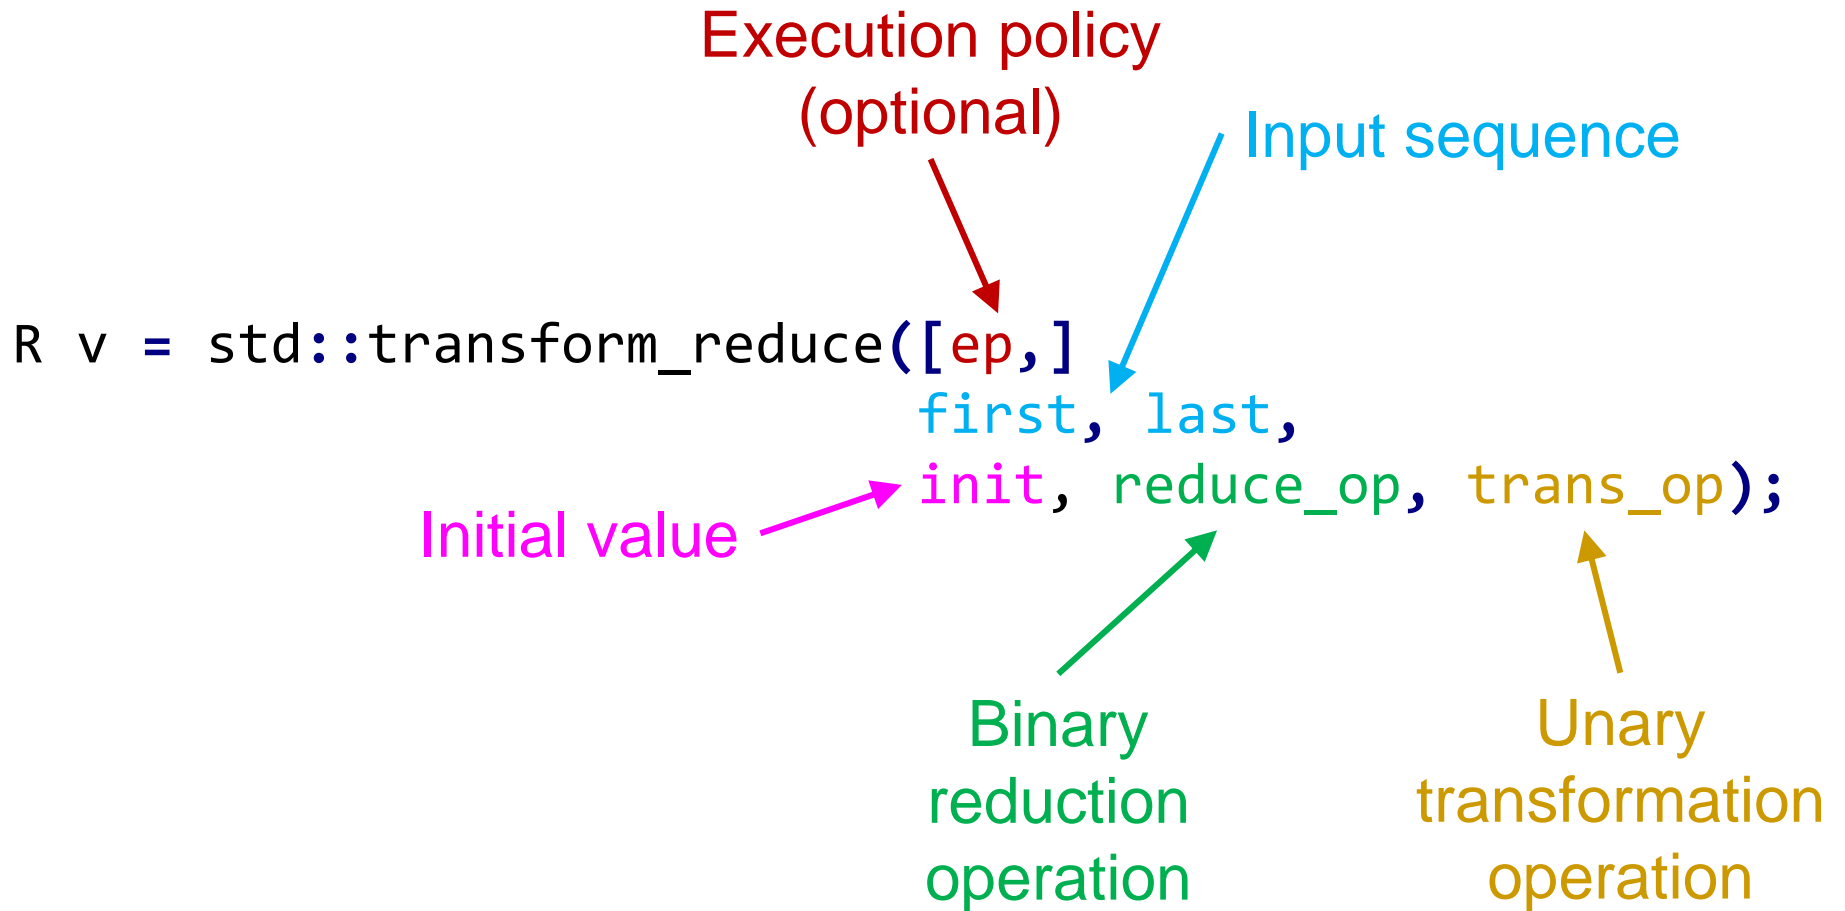 Execution policy
(optional)
Input sequence
R v = std::transform_reduce([ep,]
first, last,
init, reduce_op, trans_op);
Initial value
Binary
reduction
operation
Unary
transformation
operation